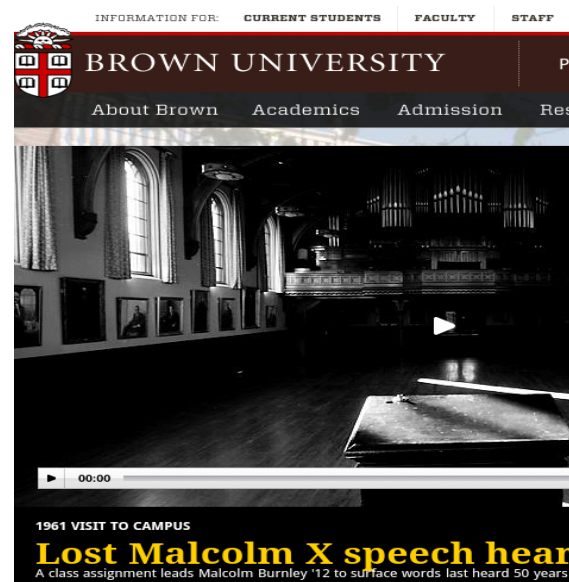 INFORMATION FOR: CURRENT STUDENTS FACULTY STAFF
BROWN UNIVERSITY
About Brown Academics Admission
00:00
1961 VISIT TO CAMPUS
Lost Malcolm X speech hear
A class assignment leads Malcolm Burnley '12 to surface words last heard 50 years